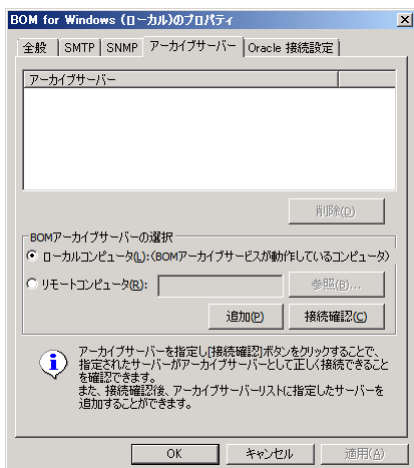 BOM for Windows (ローカル)のプロパティ
全般 SMTP SNMP アーカイブサーバー Oracle 接続設定
アーカイブサーバー
削除(D)
BOMアーカイブサーバーの選択
ローカルコンピュータ(L):(BOMアーカイブサービスが動作しているコンピュータ)
リモートコンピュータ(R): 参照(B)...
追加(P) 接続確認(C)
アーカイブサーバーを指定し[接続確認]ボタンをクリックすることで、
指定されたサーバーがアーカイブサーバーとして正しく接続できること
を確認できます。
また、接続確認後、アーカイブサーバーリストに指定したサーバーを
追加することができます。
OK キャンセル 適用(A)